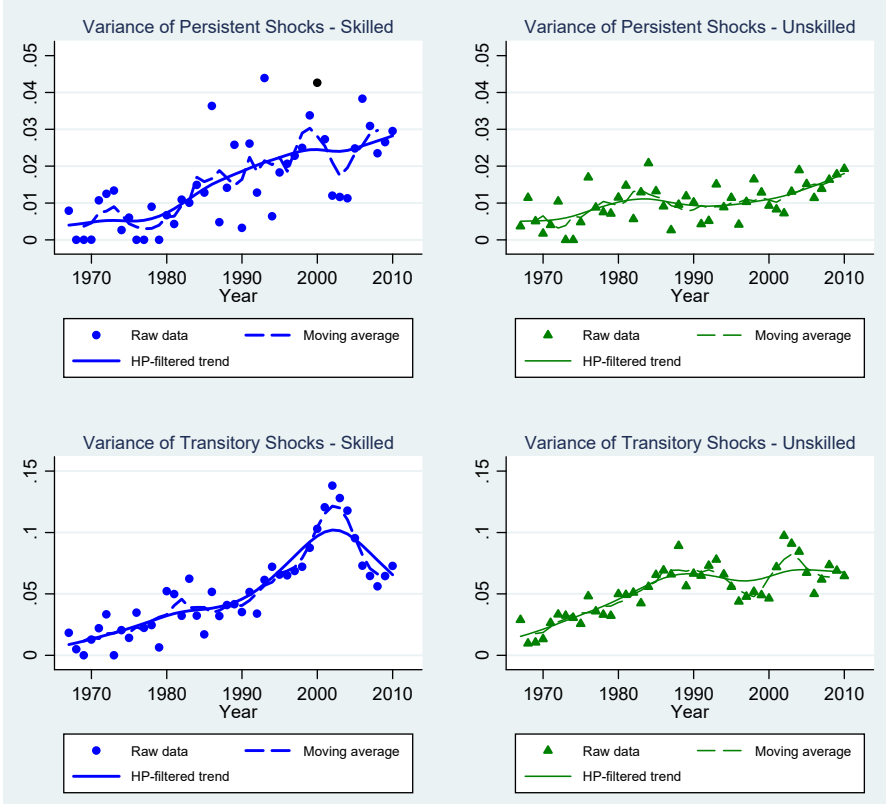 Variance of Persistent Shocks - Skilled
.05
.04
.03
.02
.01
0
1970 1980 1990 2000 2010
Year
Raw data Moving average
HP-filtered trend
Variance of Persistent Shocks - Unskilled
.05
.04
.03
.02
.01
0
1970 1980 1990 2000 2010
Year
Raw data Moving average
HP-filtered trend
Variance of Transitory Shocks - Skilled
.15
.1
.05
0
1970 1980 1990 2000 2010
Year
Raw data Moving average
HP-filtered trend
Variance of Transitory Shocks - Unskilled
.15
.1
.05
0
1970 1980 1990 2000 2010
Year
Raw data Moving average
HP-filtered trend